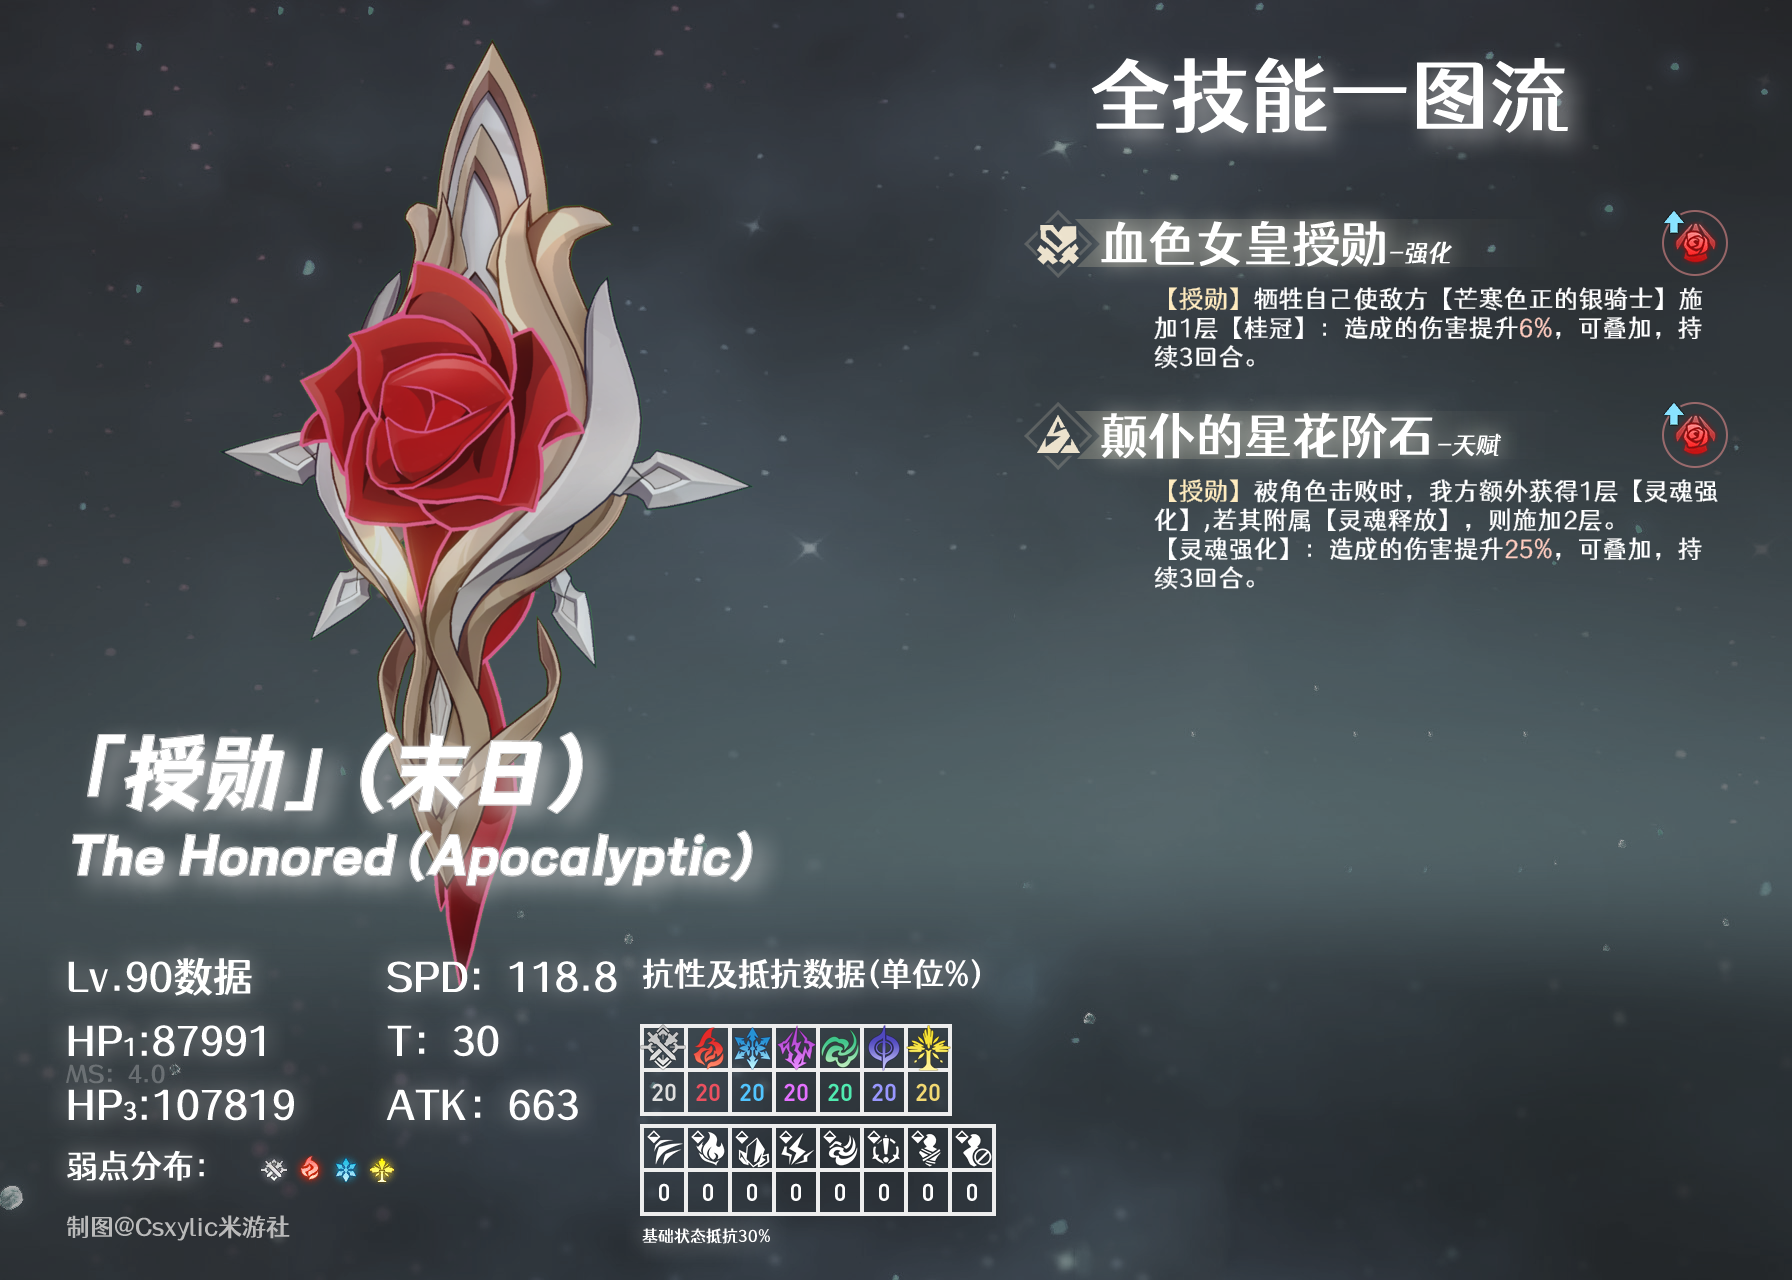 全技能一图流
血色女皇授勋-强化
【授勋】牺牲自己使敌方【芒寒色正的银骑士】施
加1层【桂冠】：造成的伤害提升6%，可叠加，持
续3回合。
颠仆的星花阶石-天赋
【授勋】被角色击败时，我方额外获得1层【灵魂强
化】,若其附属【灵魂释放】，则施加2层。
【灵魂强化】：造成的伤害提升25%，可叠加，持
续3回合。
「授勋」(末日)
The Honored (Apocalyptic)
Lv.90数据
SPD: 118.8
HP1:87991
T: 30
MS: 4.0
HP3:107819
ATK: 663
弱点分布:
制图@Csxylic米游社
抗性及抵抗数据(单位%)
20 20 20 20 20 20 20
0 0 0 0 0 0 0 0
基础状态抵抗30%